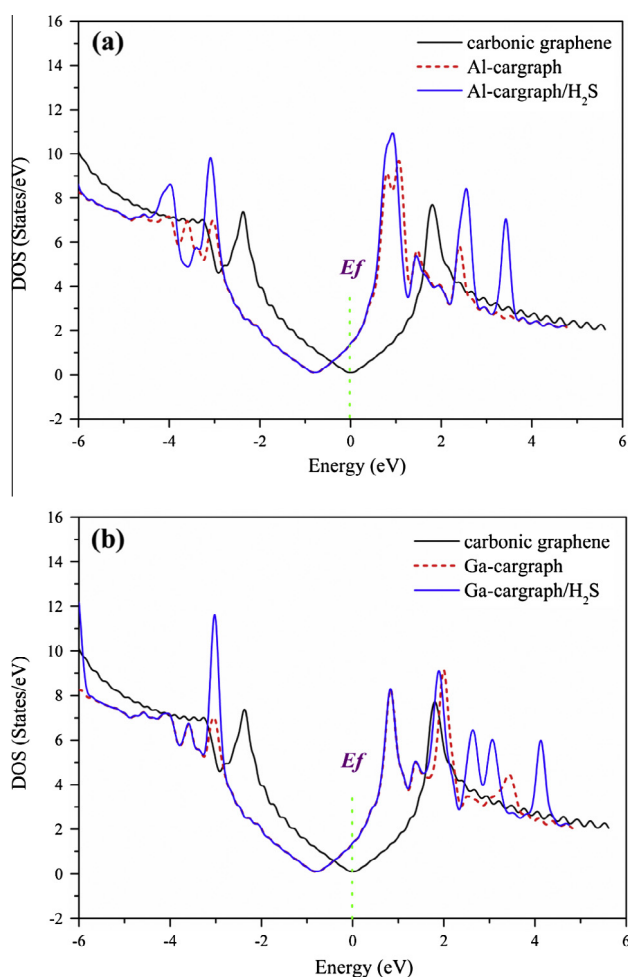 (a)
carbonic graphene
Al-cargraph
Al-cargraph/H₂S
Ef
DOS (States/eV)
16
14
12
10
8
6
4
2
0
-2
-6 -4 -2 0 2 4 6
Energy (eV)
(b)
carbonic graphene
Ga-cargraph
Ga-cargraph/H₂S
Ef
DOS (States/eV)
16
14
12
10
8
6
4
2
0
-2
-6 -4 -2 0 2 4 6
Energy (eV)